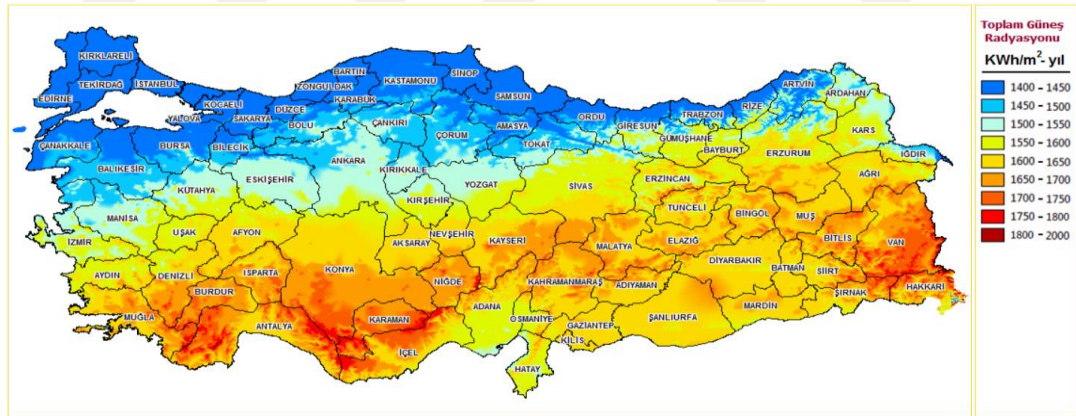 Toplam Güneş
Radyasyonu
KWh/m²- yıl
1400 - 1450
1450 - 1500
1500 - 1550
1550 - 1600
1600 - 1650
1650 - 1700
1700 - 1750
1750 - 1800
1800 - 2000
KIRKLARELİ
EDİRNE
TEKİRDAĞ
İSTANBUL
KOCAELİ
YALOVA
SAKARYA
DÜZCE
BOLU
ZONGULDAK
BARTIN
KARABÜK
KASTAMONU
SİNOP
SAMSUN
ORDU
GİRESUN
TRABZON
RİZE
ARTVİN
ARDAHAN
ÇANAKKALE
BALIKESİR
BURSA
BİLECİK
ESKİŞEHİR
KÜTAHYA
ANKARA
ÇANKIRI
KIRIKKALE
ÇORUM
AMASYA
TOKAT
YOZGAT
KIRŞEHİR
SİVAS
GÜMÜŞHANE
BAYBURT
ERZİNCAN
ERZURUM
KARS
IĞDIR
AĞRI
MANİSA
İZMİR
UŞAK
AFYON
AYDIN
DENİZLİ
ISPARTA
BURDUR
MUĞLA
ANTALYA
KONYA
AKSARAY
NEVŞEHİR
NİĞDE
KARAMAN
İÇEL
KAYSERİ
ADANA
OSMANİYE
HATAY
KAHRAMANMARAŞ
GAZİANTEP
KİLİS
MALATYA
ADIYAMAN
ŞANLIURFA
ELAZIĞ
TUNCELİ
BİNGÖL
MUŞ
BİTLİS
VAN
DİYARBAKIR
BATMAN
SİİRT
MARDİN
ŞIRNAK
HAKKARİ